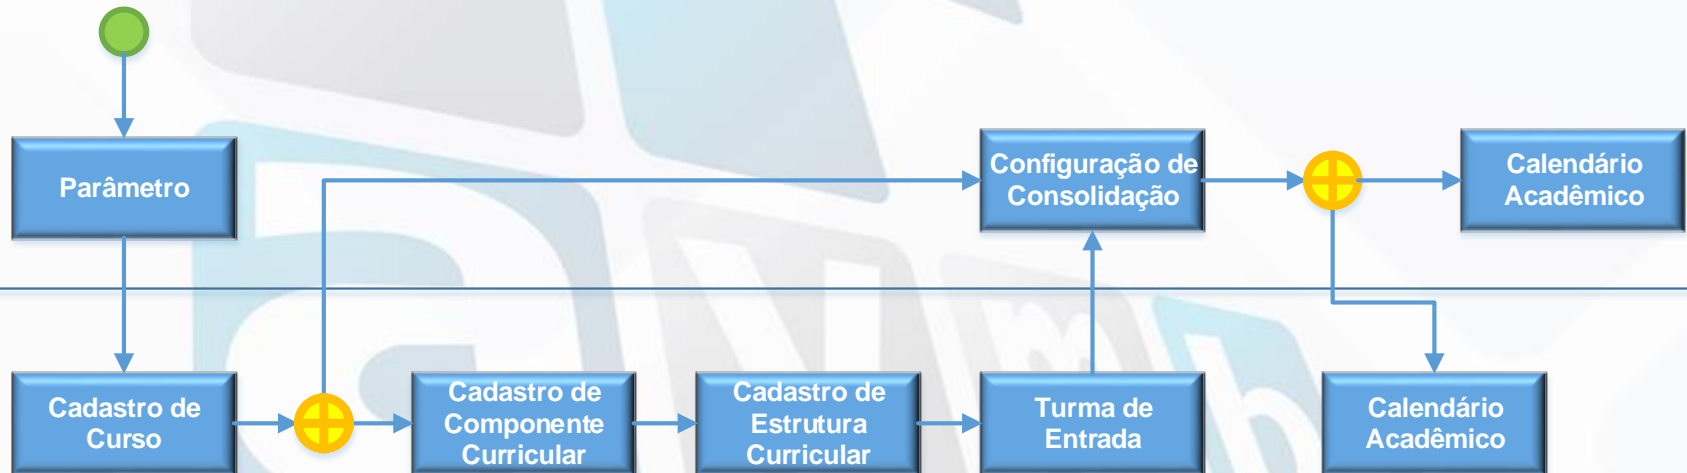 Parâmetro
Configuração de
Consolidação
Calendário
Acadêmico
Cadastro de
Curso
Cadastro de
Componente
Curricular
Cadastro de
Estrutura
Curricular
Turma de
Entrada
Calendário
Acadêmico